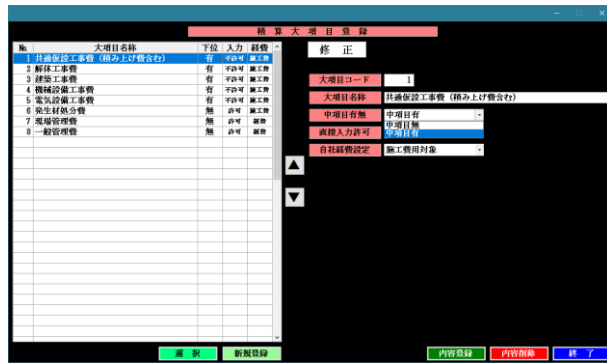 積 算 大 項 目 登 録
№ 大項目名称 下位 入力 経費
1 共通仮設工事費（積み上げ費含む） 有 不許可 施工費
2 解体工事費 有 不許可 施工費
3 建築工事費 有 不許可 施工費
4 機械設備工事費 有 不許可 施工費
5 電気設備工事費 有 不許可 施工費
6 発生材処分費 無 許可 施工費
7 現場管理費 無 許可 経費
8 一般管理費 無 許可 経費
修 正
大項目コード 1
大項目名称 共通仮設工事費（積み上げ費含む）
中項目有無 中項目有
中項目無
中項目有
直接入力許可
自社経費設定 施工費用対象
▲
▼
選 択 新規登録 内容登録 内容削除 終 了